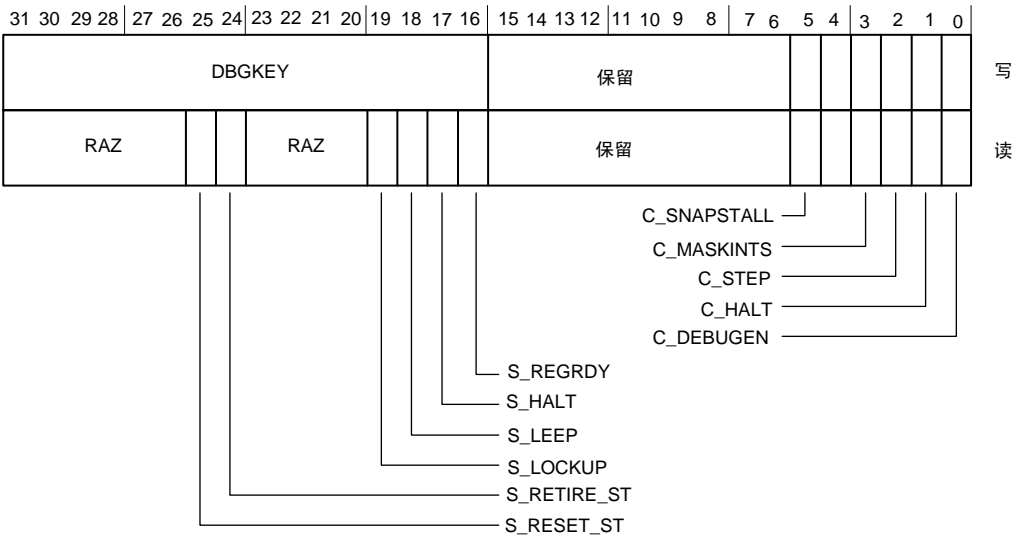 31 30 29 28 27 26 25 24 23 22 21 20 19 18 17 16 15 14 13 12 11 10 9 8 7 6 5 4 3 2 1 0
DBGKEY 保留 写
RAZ RAZ 保留 读
C_SNAPSTALL
C_MASKINTS
C_STEP
C_HALT
C_DEBUGEN
S_REGRDY
S_HALT
S_LEEP
S_LOCKUP
S_RETIRE_ST
S_RESET_ST